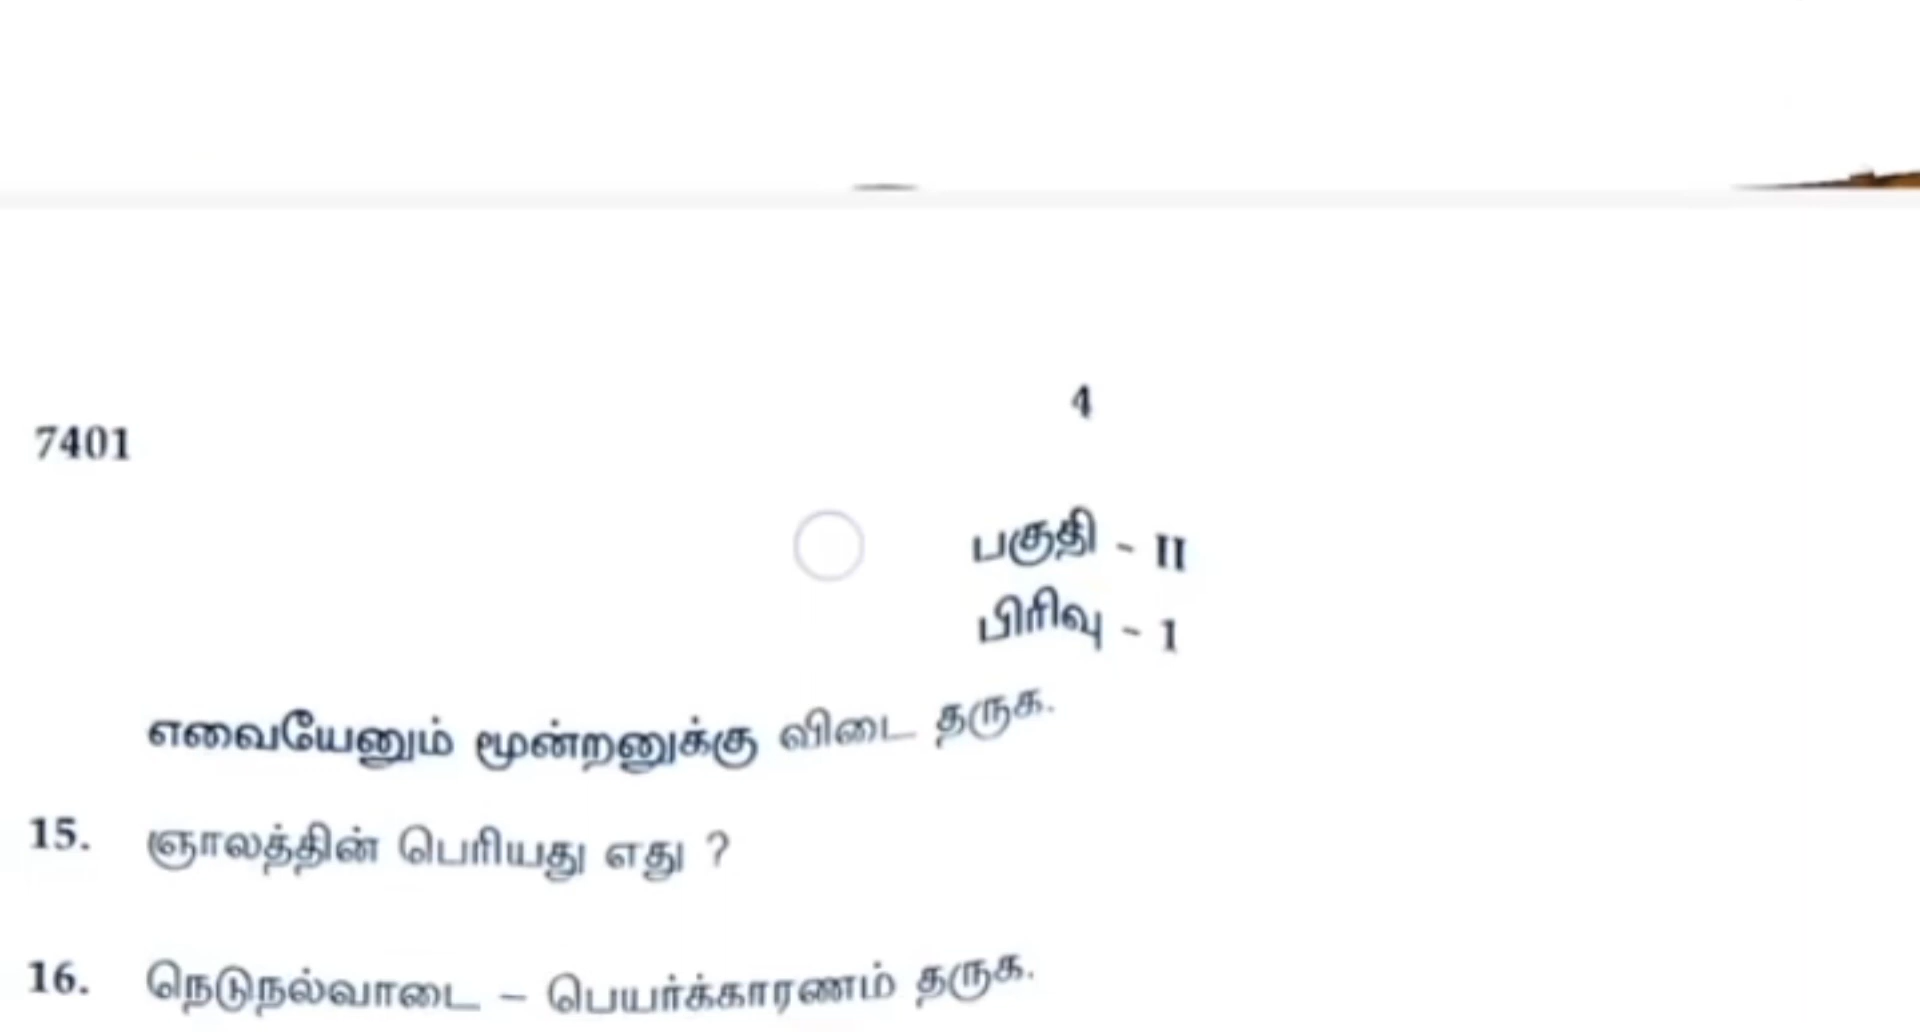 4
7401
பகுதி - II
பிரிவு - 1
எவையேனும் மூன்றனுக்கு விடை தருக.
15. ஞாலத்தின் பெரியது எது ?
16. நெடுநல்வாடை – பெயர்க்காரணம் தருக.